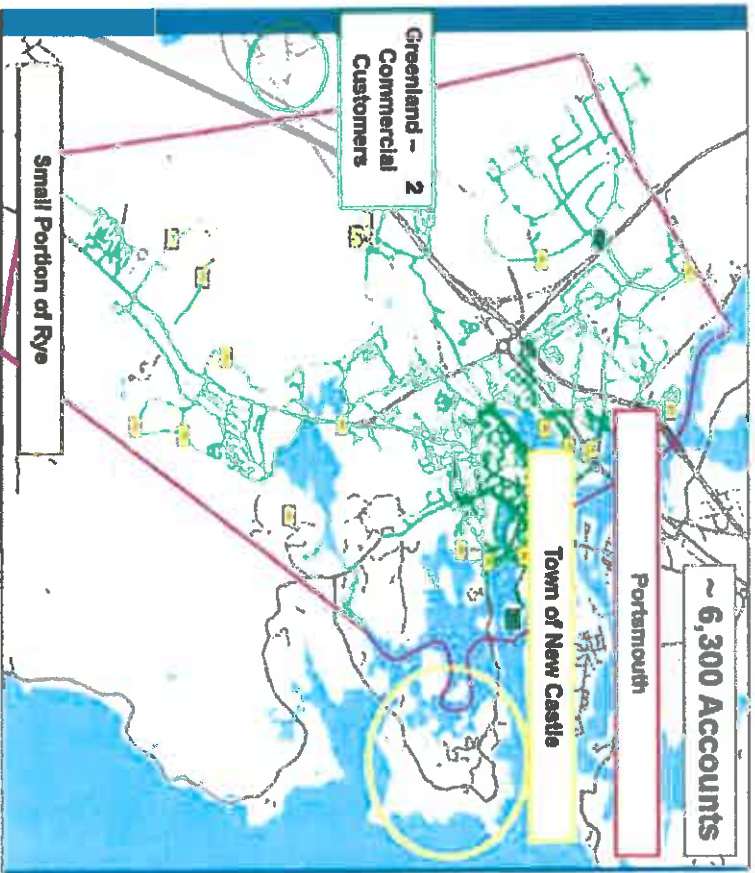 ~ 6,300 Accounts
Portsmouth
Town of New Castle
Greenland – 2
Commercial
Customers
Small Portion of Rye